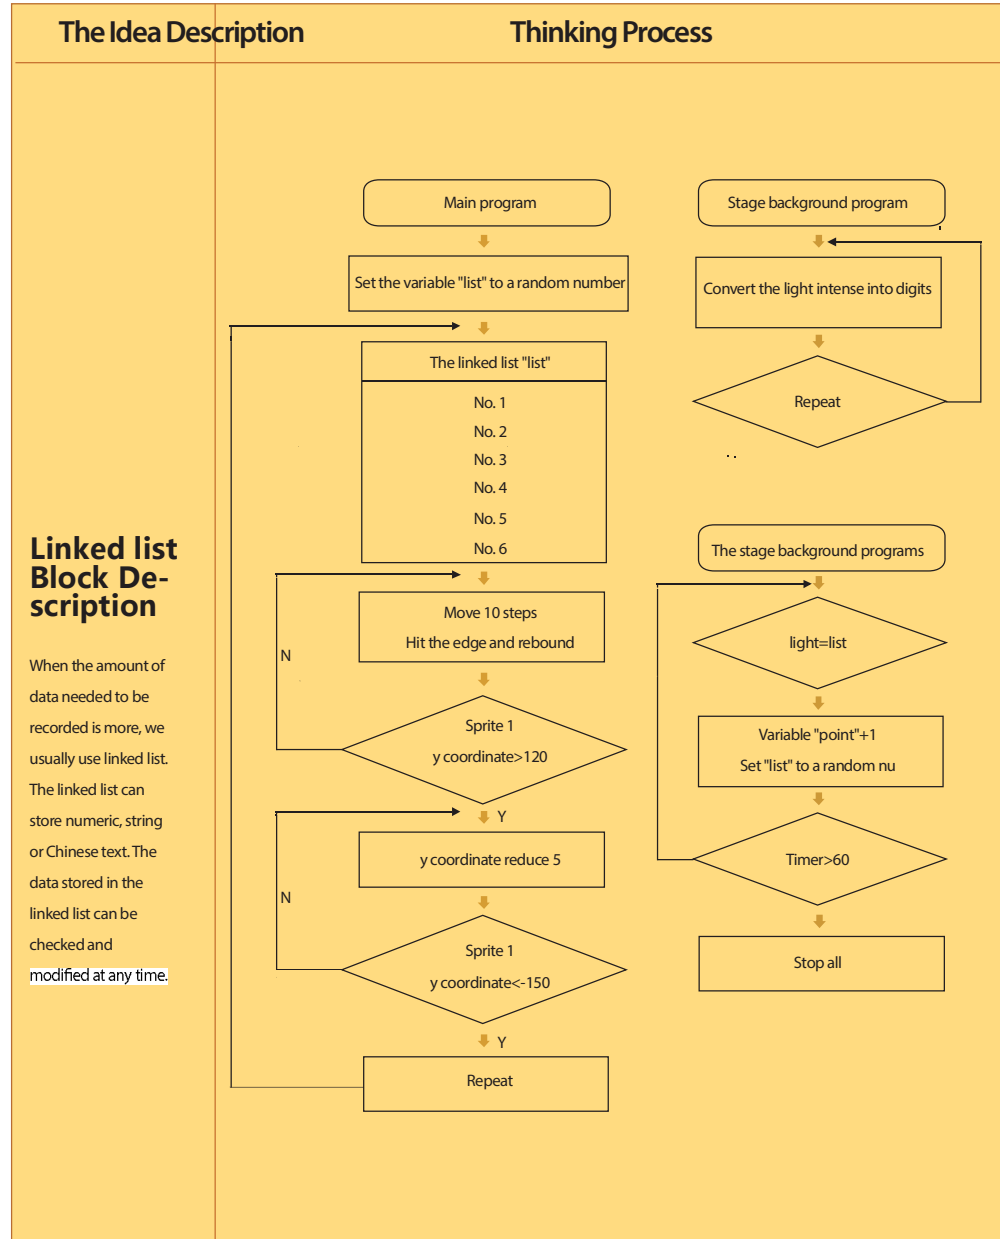 The Idea Description
Thinking Process
Linked list
Block De-
scription
When the amount of
data needed to be
recorded is more, we
usually use linked list.
The linked list can
store numeric, string
or Chinese text. The
data stored in the
linked list can be
checked and
modified at any time.
Main program
Set the variable "list" to a random number
The linked list "list"
No. 1
No. 2
No. 3
No. 4
No. 5
No. 6
Move 10 steps
Hit the edge and rebound
N
Sprite 1
y coordinate>120
Y
y coordinate reduce 5
N
Sprite 1
y coordinate<-150
Y
Repeat
Stage background program
Convert the light intense into digits
Repeat
The stage background programs
light=list
Variable "point"+1
Set "list" to a random nu
Timer>60
Stop all